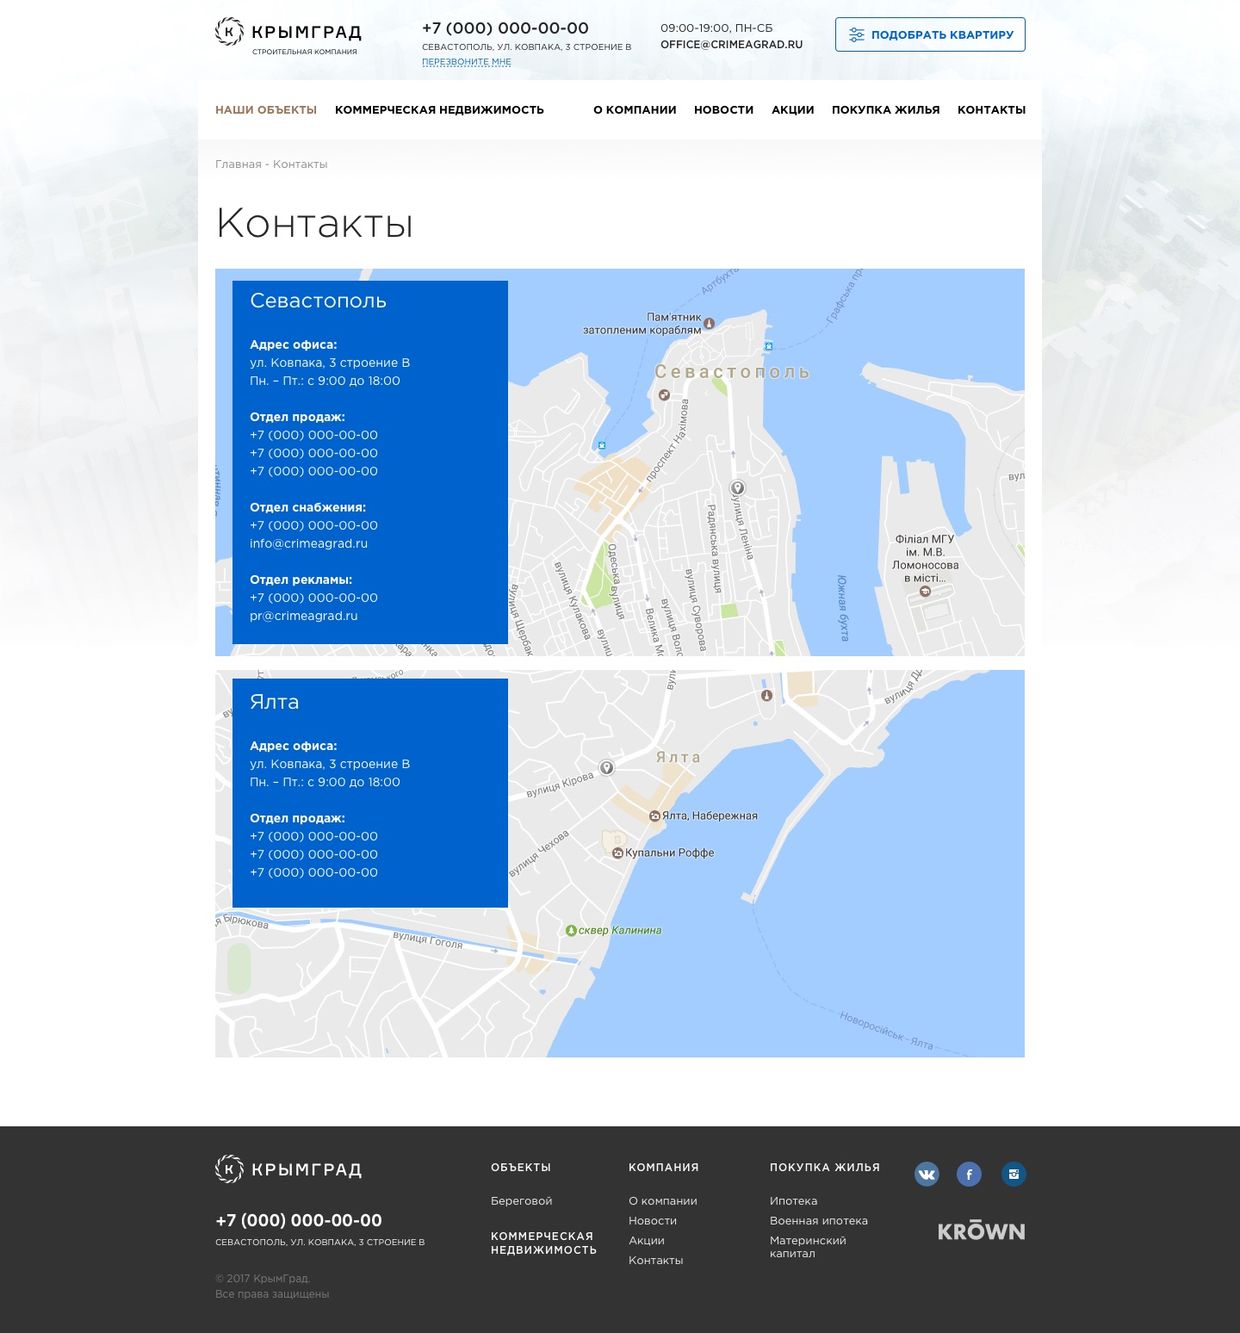 КРЫМГРАД
СТРОИТЕЛЬНАЯ КОМПАНИЯ
+7 (000) 000-00-00
СЕВАСТОПОЛЬ, УЛ. КОВПАКА, 3 СТРОЕНИЕ В
ПЕРЕЗВОНИТЕ МНЕ
09:00-19:00, ПН-СБ
OFFICE@CRIMEAGRAD.RU
ПОДОБРАТЬ КВАРТИРУ
НАШИ ОБЪЕКТЫ КОММЕРЧЕСКАЯ НЕДВИЖИМОСТЬ О КОМПАНИИ НОВОСТИ АКЦИИ ПОКУПКА ЖИЛЬЯ КОНТАКТЫ
Главная - Контакты
Контакты
Севастополь
Адрес офиса:
ул. Ковпака, 3 строение В
Пн. – Пт.: с 9:00 до 18:00
Отдел продаж:
+7 (000) 000-00-00
+7 (000) 000-00-00
+7 (000) 000-00-00
Отдел снабжения:
+7 (000) 000-00-00
info@crimeagrad.ru
Отдел рекламы:
+7 (000) 000-00-00
pr@crimeagrad.ru
Артбухта
Графська
Пам'ятник
затопленим кораблям
Севастополь
проспект Нахімова
вулиця Леніна
Радянська вулиця
Одеська вулиця
вулиця Кулакова
вулиця Суворова
Южная бухта
Філіал МГУ
ім. М.В.
Ломоносова
в місті...
Ялта
Адрес офиса:
ул. Ковпака, 3 строение В
Пн. – Пт.: с 9:00 до 18:00
Отдел продаж:
+7 (000) 000-00-00
+7 (000) 000-00-00
+7 (000) 000-00-00
Ялта
вулиця Кірова
Ялта, Набережная
Купальни Роффе
вулиця Чехова
сквер Калинина
вулиця Гоголя
Новоросійськ - Ялта
КРЫМГРАД
+7 (000) 000-00-00
СЕВАСТОПОЛЬ, УЛ. КОВПАКА, 3 СТРОЕНИЕ В
© 2017 КрымГрад.
Все права защищены
ОБЪЕКТЫ
Береговой
КОММЕРЧЕСКАЯ
НЕДВИЖИМОСТЬ
КОМПАНИЯ
О компании
Новости
Акции
Контакты
ПОКУПКА ЖИЛЬЯ
Ипотека
Военная ипотека
Материнский
капитал
KRŌWN